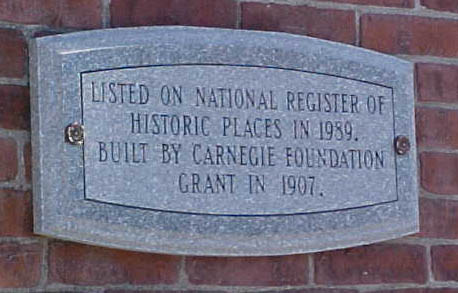 LISTED ON NATIONAL REGISTER OF
HISTORIC PLACES IN 1989.
BUILT BY CARNEGIE FOUNDATION
GRANT IN 1907.